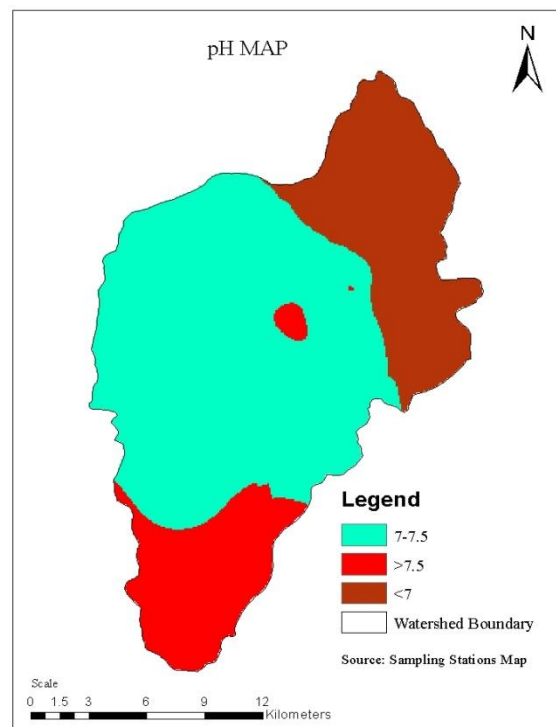 pH MAP
N
Legend
7-7.5
>7.5
<7
Watershed Boundary
Source: Sampling Stations Map
Scale
0 1.5 3 6 9 12
Kilometers